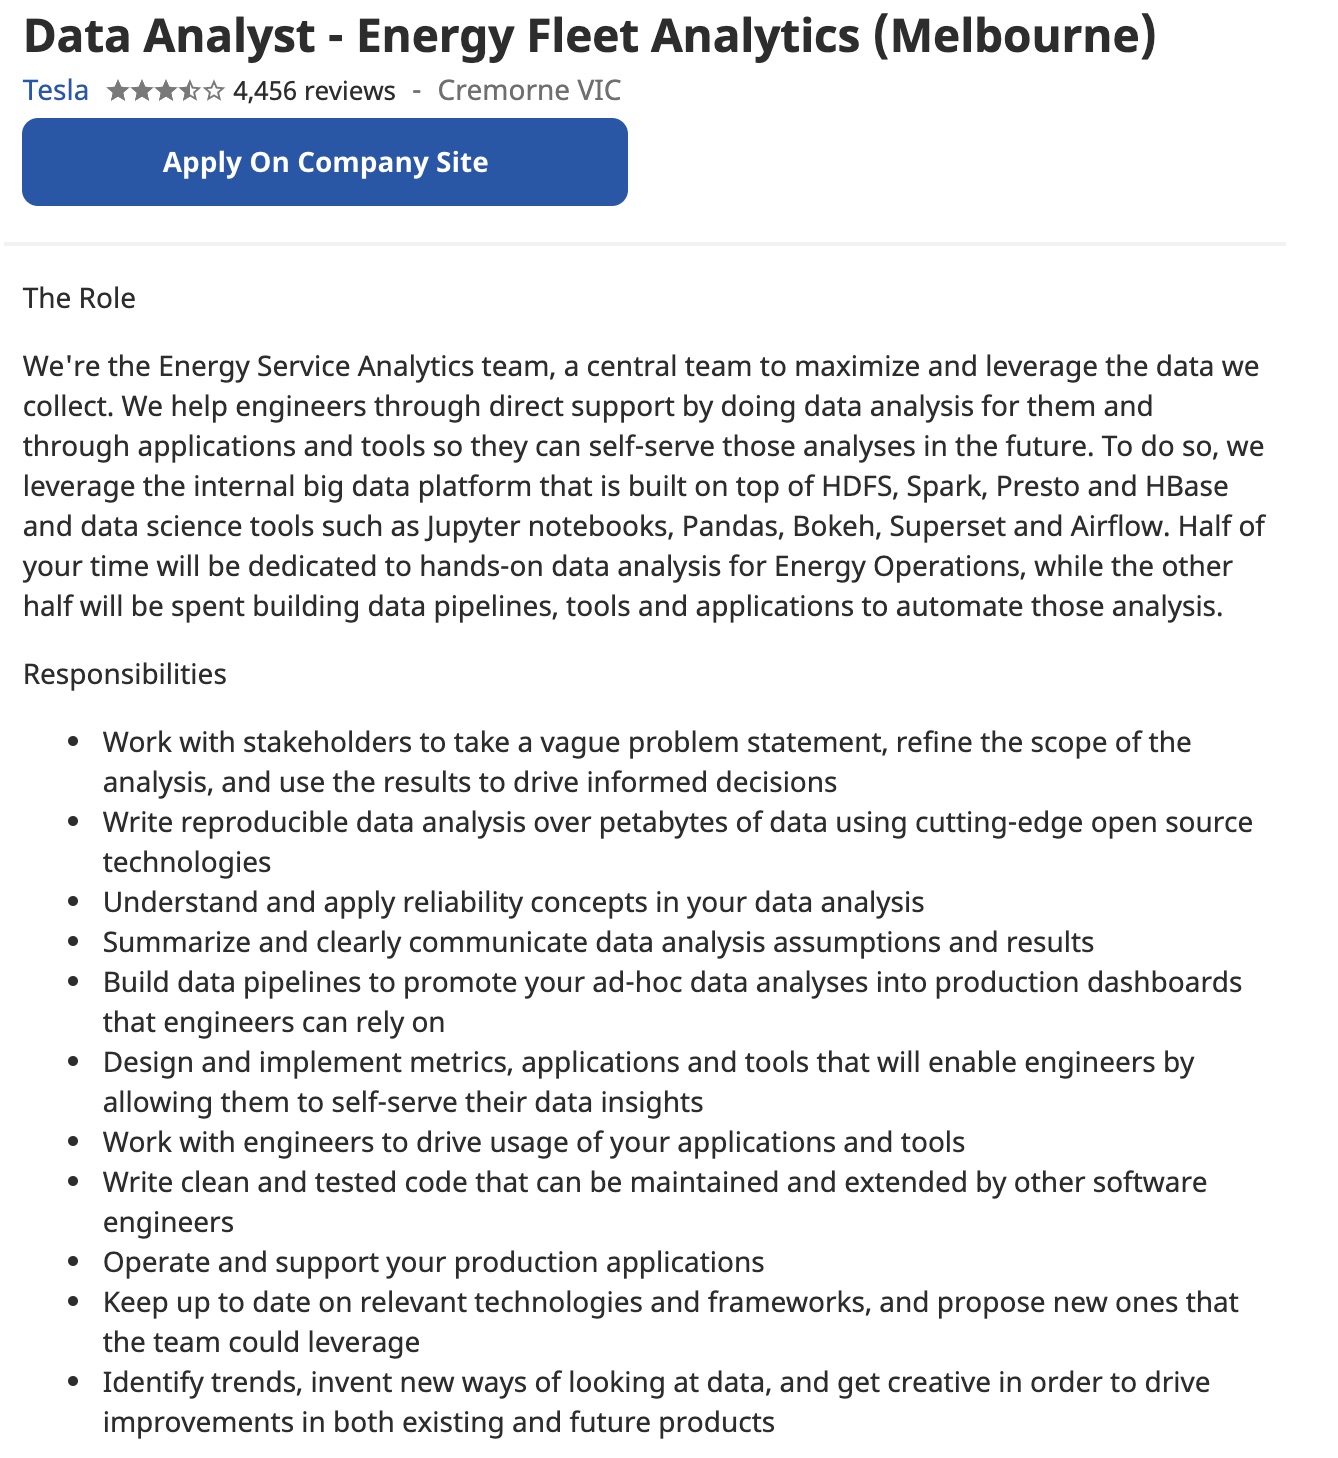 Data Analyst - Energy Fleet Analytics (Melbourne)
Tesla 4,456 reviews - Cremorne VIC
Apply On Company Site
The Role
We're the Energy Service Analytics team, a central team to maximize and leverage the data we
collect. We help engineers through direct support by doing data analysis for them and
through applications and tools so they can self-serve those analyses in the future. To do so, we
leverage the internal big data platform that is built on top of HDFS, Spark, Presto and HBase
and data science tools such as Jupyter notebooks, Pandas, Bokeh, Superset and Airflow. Half of
your time will be dedicated to hands-on data analysis for Energy Operations, while the other
half will be spent building data pipelines, tools and applications to automate those analysis.
Responsibilities
• Work with stakeholders to take a vague problem statement, refine the scope of the
analysis, and use the results to drive informed decisions
• Write reproducible data analysis over petabytes of data using cutting-edge open source
technologies
• Understand and apply reliability concepts in your data analysis
• Summarize and clearly communicate data analysis assumptions and results
• Build data pipelines to promote your ad-hoc data analyses into production dashboards
that engineers can rely on
• Design and implement metrics, applications and tools that will enable engineers by
allowing them to self-serve their data insights
• Work with engineers to drive usage of your applications and tools
• Write clean and tested code that can be maintained and extended by other software
engineers
• Operate and support your production applications
• Keep up to date on relevant technologies and frameworks, and propose new ones that
the team could leverage
• Identify trends, invent new ways of looking at data, and get creative in order to drive
improvements in both existing and future products